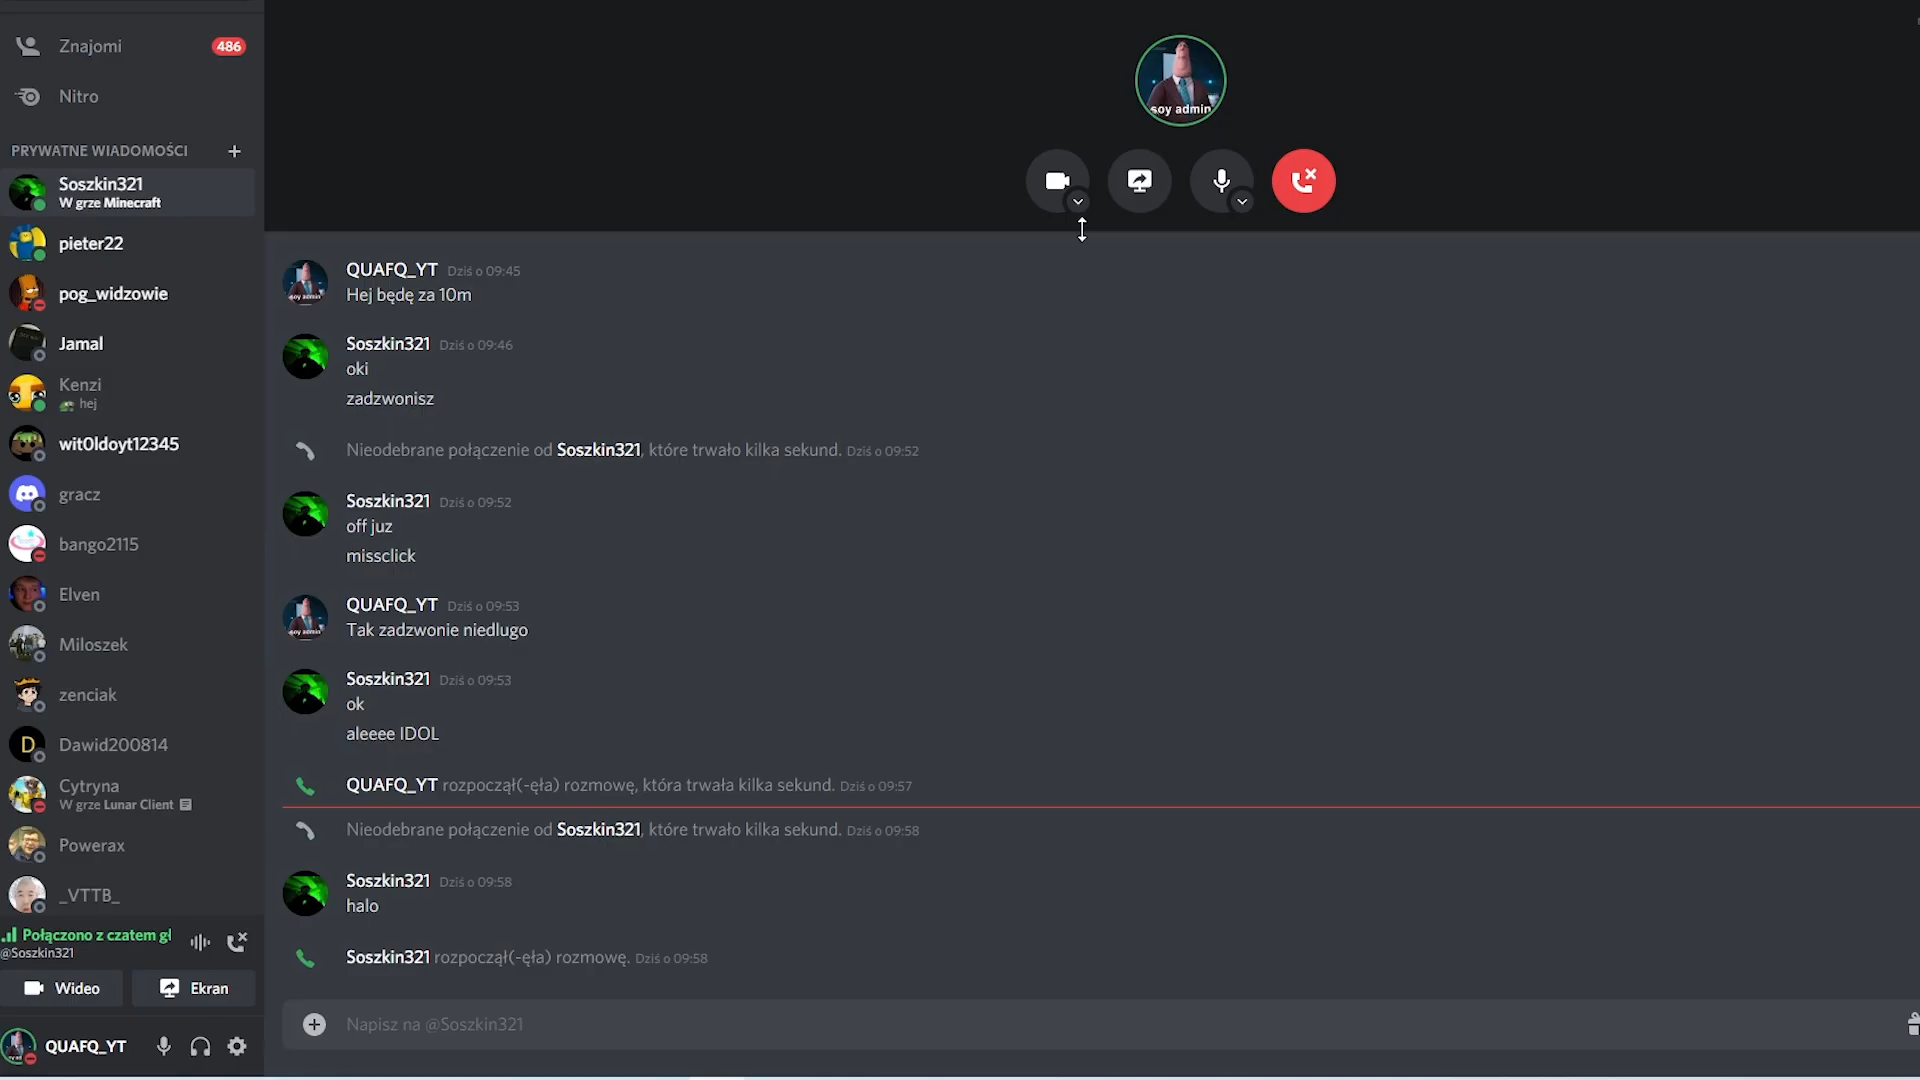 Znajomi 486
Nitro
PRYWATNE WIADOMOŚCI
Soszkin321
W grze Minecraft
pieter22
pog_widzowie
Jamal
Kenzi
hej
wit0ldoyt12345
gracz
bango2115
Elven
Miloszek
zenciak
D Dawid200814
Cytryna
W grze Lunar Client
Powerax
_VTTB_
Połączono z czatem gł
@Soszkin321
Wideo Ekran
QUAFQ_YT
soy admin
QUAFQ_YT Dziś o 09:45
Hej będę za 10m
soy admin
Soszkin321 Dziś o 09:46
oki
zadzwonisz
Nieodebrane połączenie od Soszkin321, które trwało kilka sekund. Dziś o 09:52
Soszkin321 Dziś o 09:52
off juz
missclick
QUAFQ_YT Dziś o 09:53
Tak zadzwonie niedlugo
soy admin
Soszkin321 Dziś o 09:53
ok
aleeee IDOL
QUAFQ_YT rozpoczął(-ęła) rozmowę, która trwała kilka sekund. Dziś o 09:57
Nieodebrane połączenie od Soszkin321, które trwało kilka sekund. Dziś o 09:58
Soszkin321 Dziś o 09:58
halo
Soszkin321 rozpoczął(-ęła) rozmowę. Dziś o 09:58
Napisz na @Soszkin321